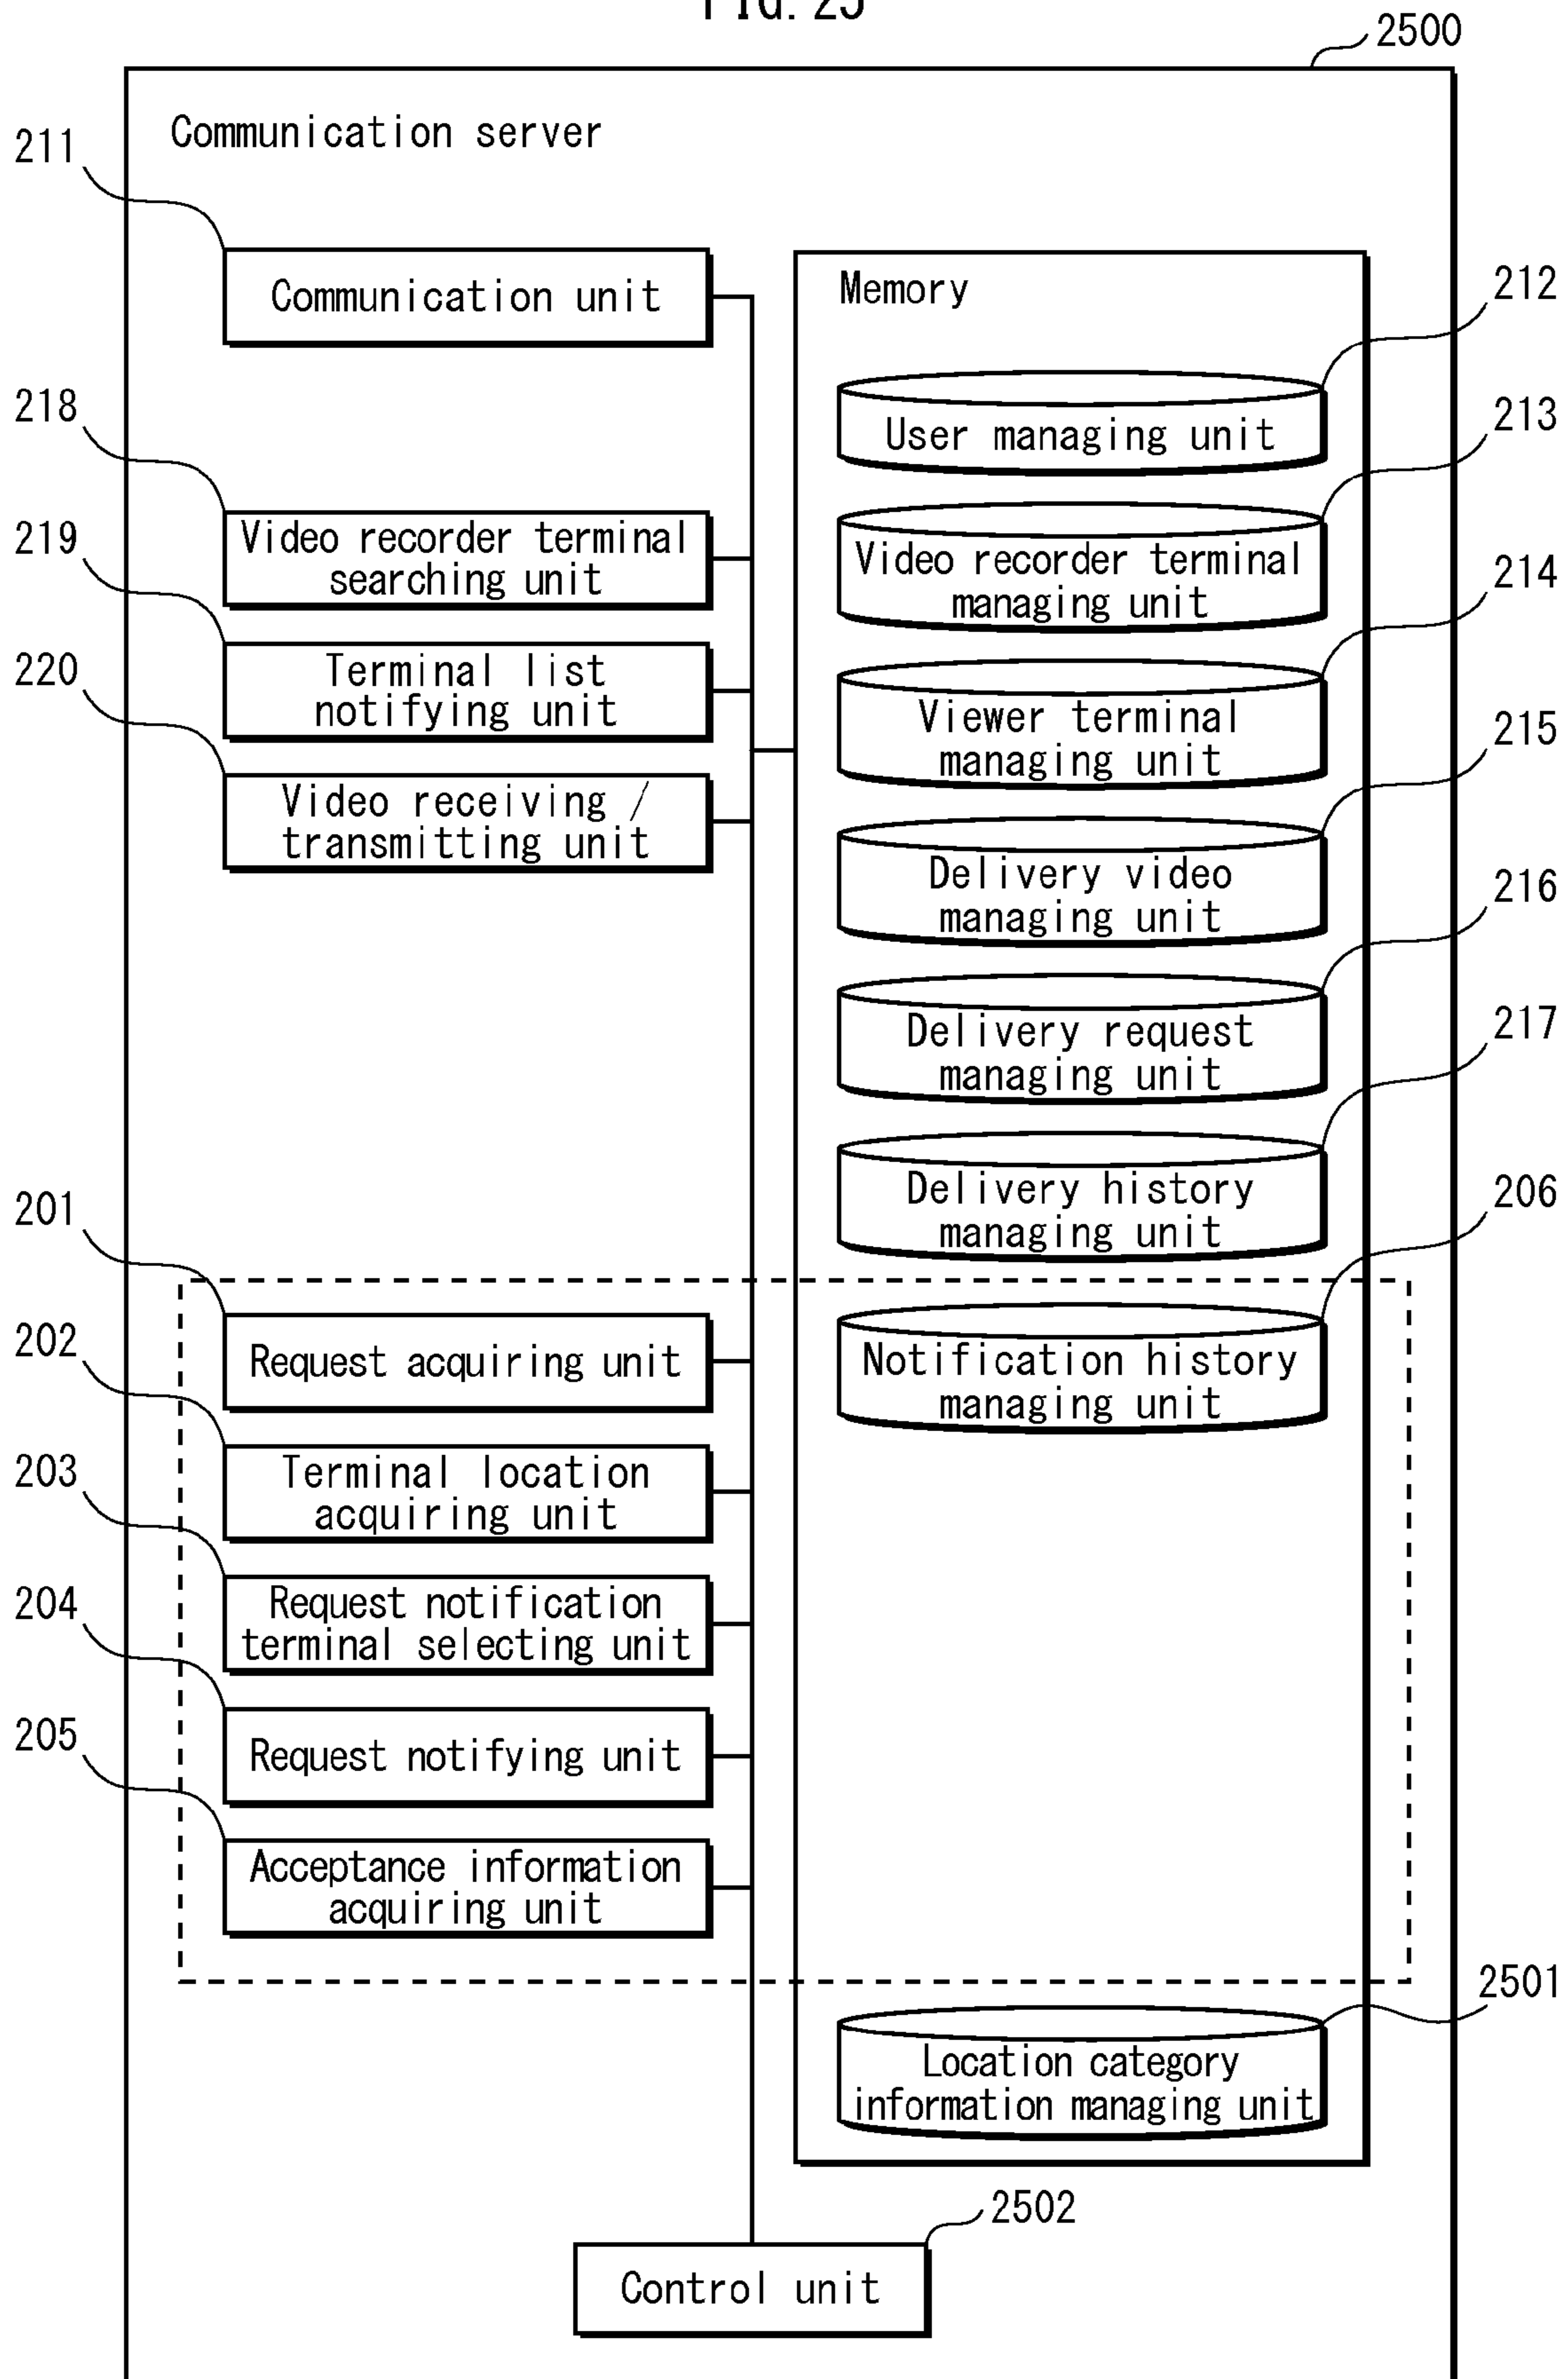 FIG. 25
2500
Communication server
211
Communication unit
Memory
212
User managing unit
218
213
Video recorder terminal
searching unit
Video recorder terminal
managing unit
219
214
Terminal list
notifying unit
Viewer terminal
managing unit
220
215
Video receiving /
transmitting unit
Delivery video
managing unit
216
Delivery request
managing unit
217
Delivery history
managing unit
201
206
Request acquiring unit
Notification history
managing unit
202
Terminal location
acquiring unit
203
Request notification
terminal selecting unit
204
Request notifying unit
205
Acceptance information
acquiring unit
2501
Location category
information managing unit
2502
Control unit